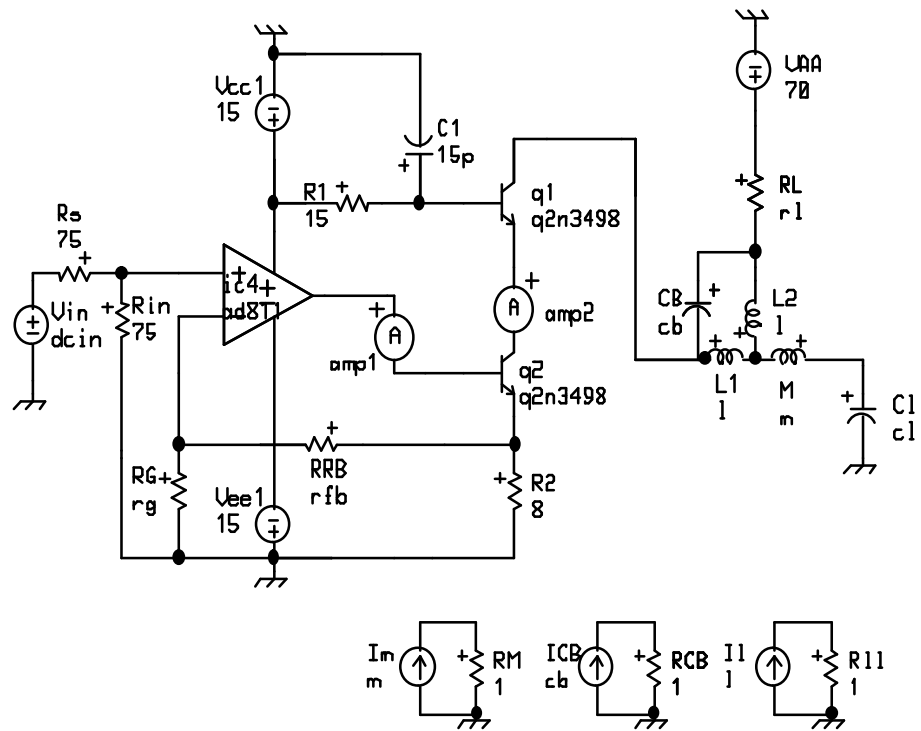 Vcc1
15
C1
15p
VAA
70
R1
15
q1
q2n3498
RL
rl
Rs
75
Vin
dcin
Rin
75
ic4
ad8T1
amp1
A
A
amp2
q2
q2n3498
CB
cb
L2
l
L1
l
M
m
Cl
cl
RG
rg
RRB
rfb
R2
8
Vee1
15
Im
m
RM
1
ICB
cb
RCB
1
Il
l
Rll
1